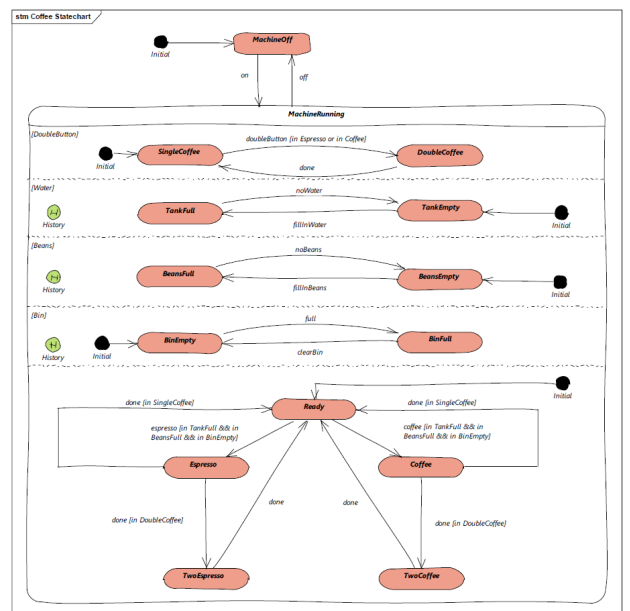 stm Coffee Statechart
MachineOff
Initial
on
off
MachineRunning
[DoubleButton]
doubleButton [in Espresso or in Coffee]
SingleCoffee
DoubleCoffee
Initial
done
[Water]
noWater
TankFull
TankEmpty
History
fillInWater
Initial
[Beans]
noBeans
BeansFull
BeansEmpty
History
fillInBeans
Initial
[Bin]
full
BinEmpty
BinFull
History
Initial
clearBin
Initial
done [in SingleCoffee]
Ready
done [in SingleCoffee]
espresso [in TankFull && in
BeansFull && in BinEmpty]
coffee [in TankFull && in
BeansFull && in BinEmpty]
Espresso
Coffee
done
done
done [in DoubleCoffee]
done [in DoubleCoffee]
TwoEspresso
TwoCoffee